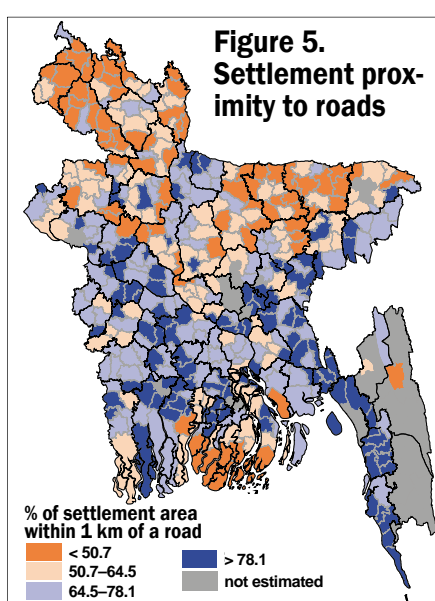 Figure 5.
Settlement prox-
imity to roads
% of settlement area
within 1 km of a road
< 50.7
50.7–64.5
64.5–78.1
> 78.1
not estimated